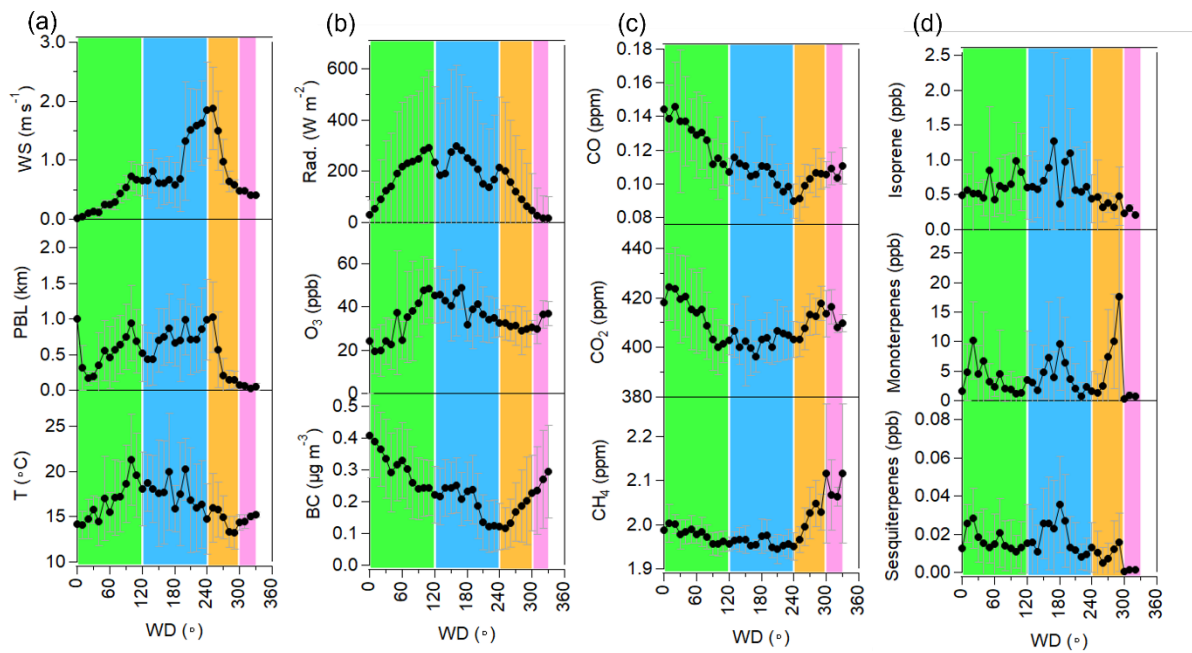 (a) (b) (c) (d)
WS (m s⁻¹)
3.0
2.0
1.0
0.0
PBL (km)
2.0
1.5
1.0
0.5
0.0
T (°C)
25
20
15
10
0 60 120 180 240 300 360
WD (°)
Rad. (W m⁻²)
600
400
200
0
O₃ (ppb)
60
40
20
0
BC (µg m⁻³)
0.5
0.4
0.3
0.2
0.1
0.0
0 60 120 180 240 300 360
WD (°)
CO (ppm)
0.18
0.16
0.14
0.12
0.10
0.08
CO₂ (ppm)
440
420
400
380
CH₄ (ppm)
2.2
2.1
2.0
1.9
0 60 120 180 240 300 360
WD (°)
Isoprene (ppb)
2.5
2.0
1.5
1.0
0.5
0.0
Monoterpenes (ppb)
25
20
15
10
5
0
Sesquiterpenes (ppb)
0.08
0.06
0.04
0.02
0.00
0 60 120 180 240 300 360
WD (°)